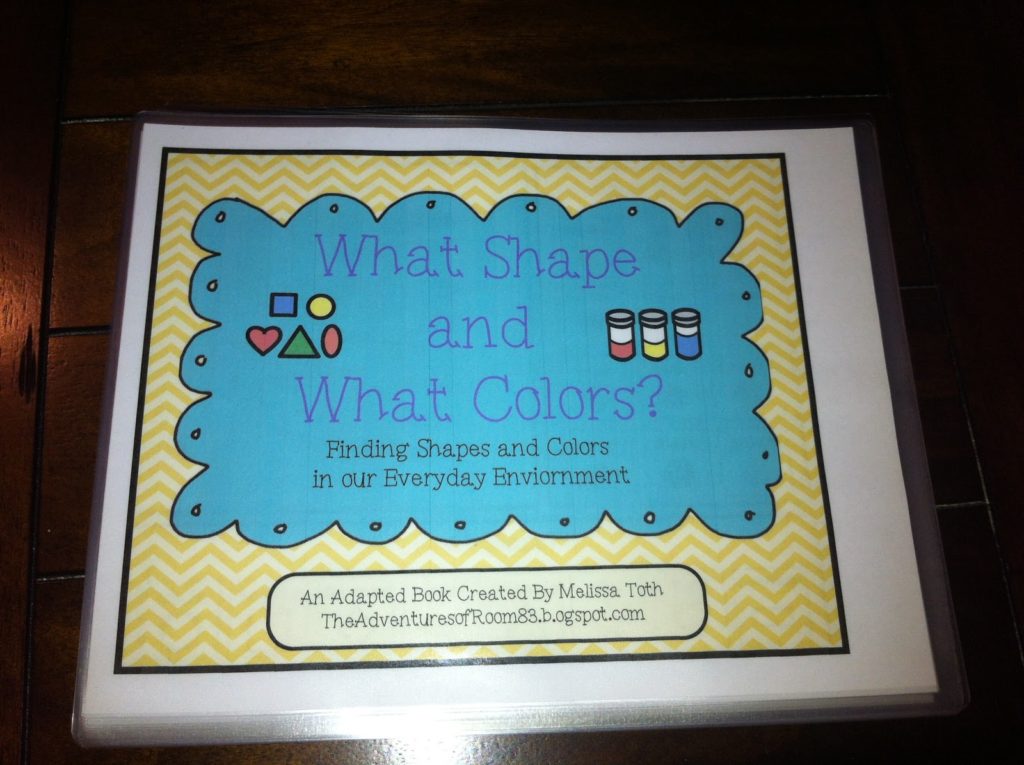 What Shape
and
What Colors?
Finding Shapes and Colors
in our Everyday Enviornment
An Adapted Book Created By Melissa Toth
TheAdventuresofRoom83.b.ogspot.com